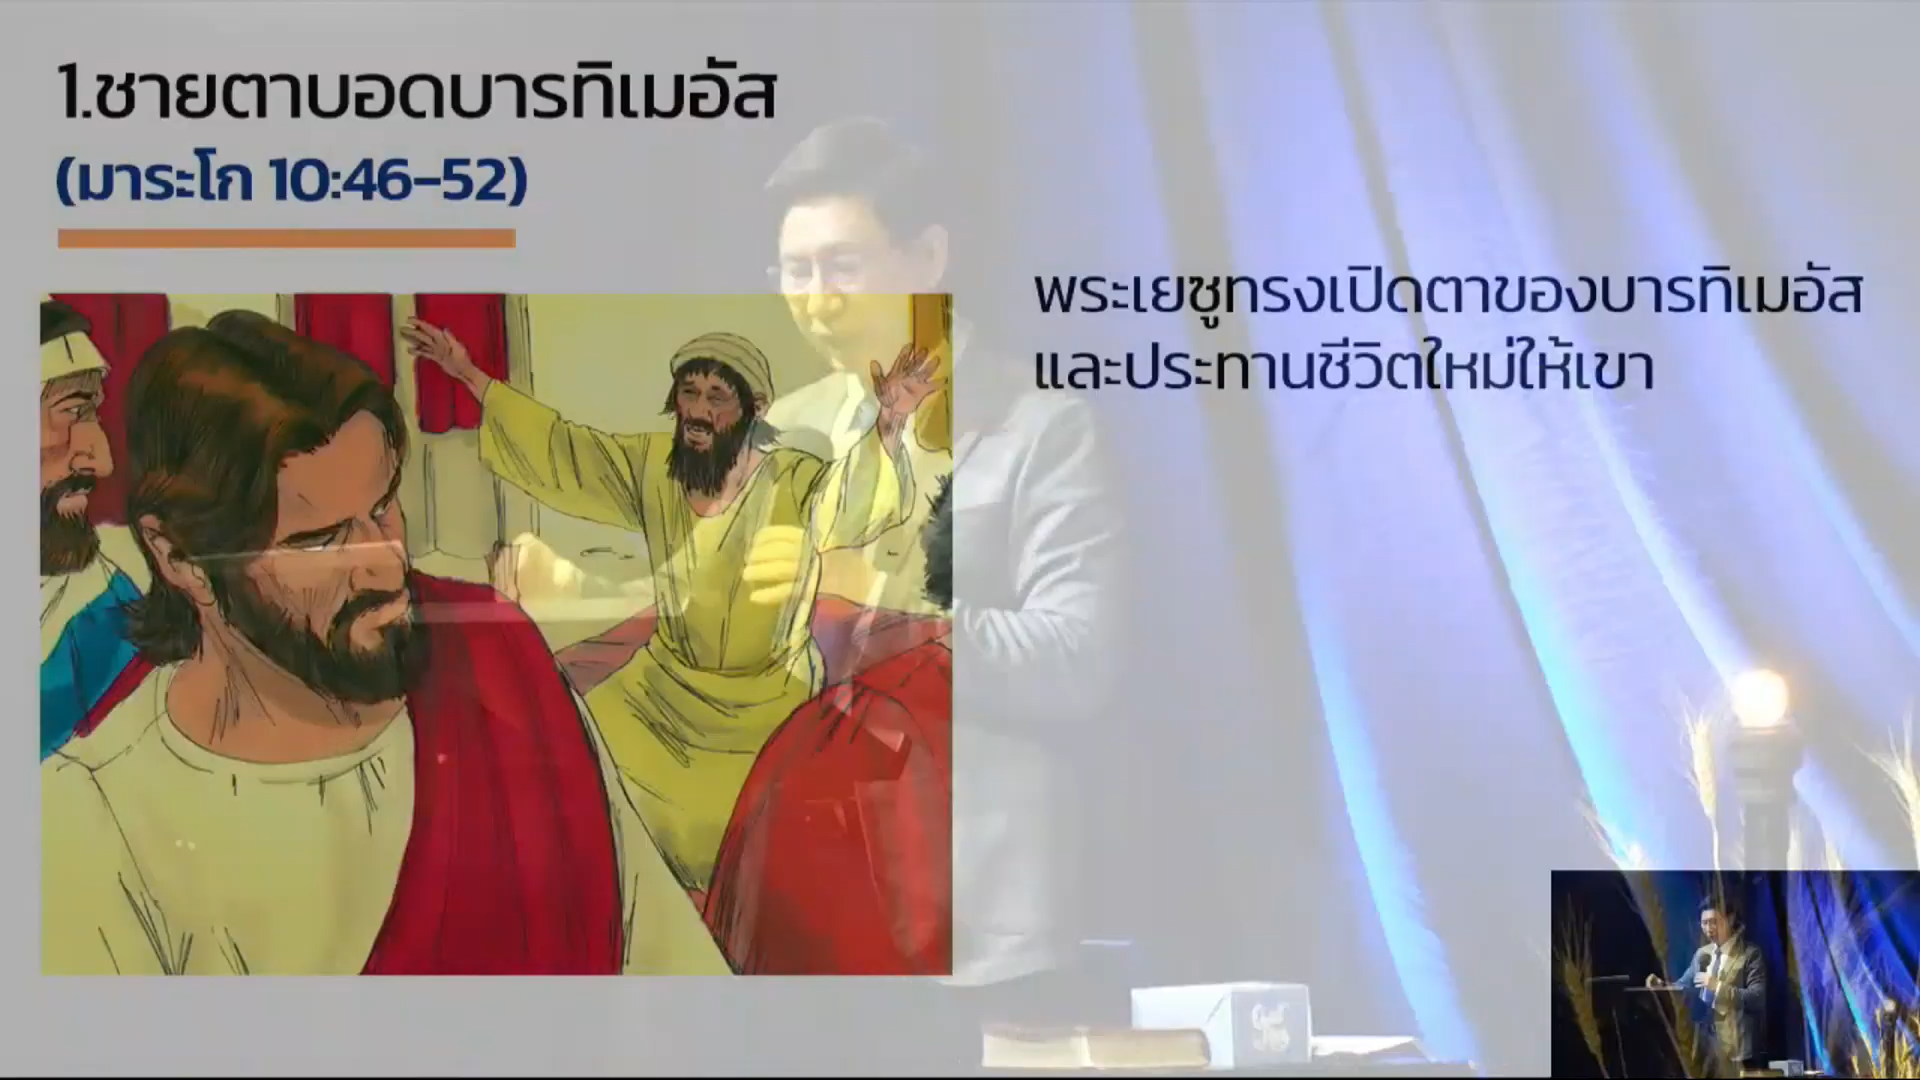 1.ชายตาบอดบารทิเมอัส
(มาระโก 10:46-52)
พระเยซูทรงเปิดตาของบารทิเมอัส
และประทานชีวิตใหม่ให้เขา